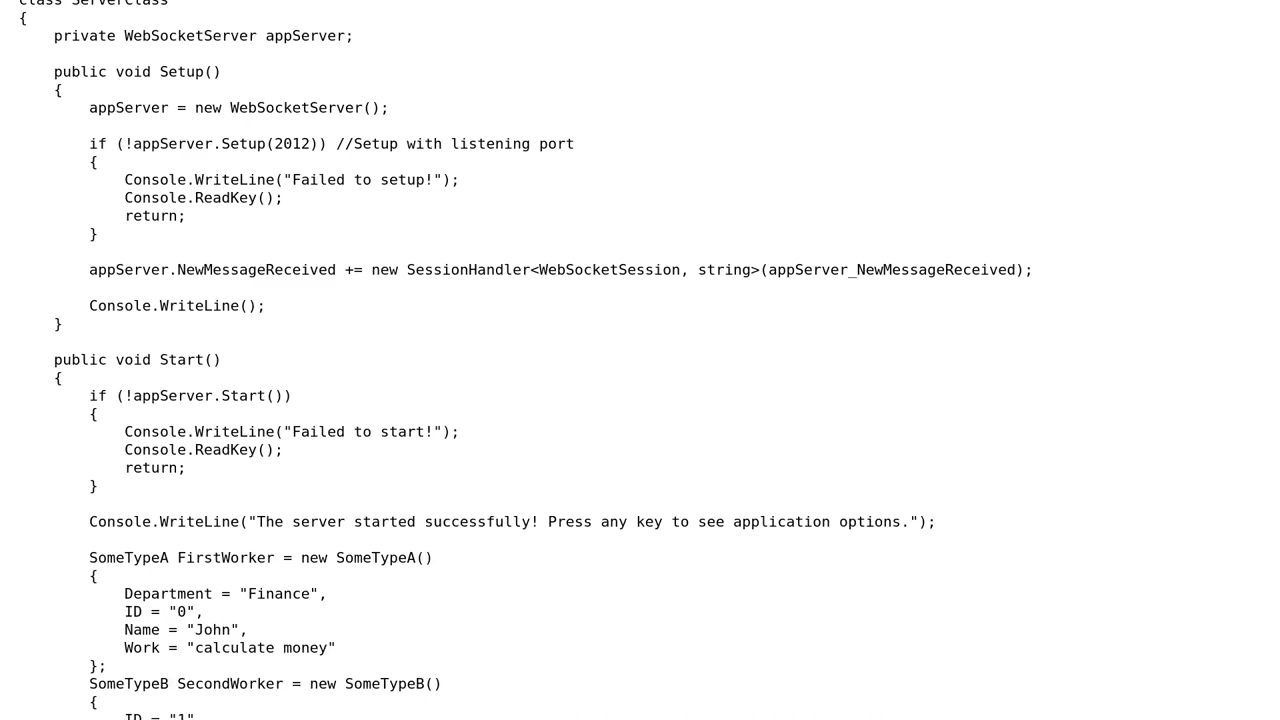 class ServerClass
{
    private WebSocketServer appServer;

    public void Setup()
    {
        appServer = new WebSocketServer();

        if (!appServer.Setup(2012)) //Setup with listening port
        {
            Console.WriteLine("Failed to setup!");
            Console.ReadKey();
            return;
        }

        appServer.NewMessageReceived += new SessionHandler<WebSocketSession, string>(appServer_NewMessageReceived);

        Console.WriteLine();
    }

    public void Start()
    {
        if (!appServer.Start())
        {
            Console.WriteLine("Failed to start!");
            Console.ReadKey();
            return;
        }

        Console.WriteLine("The server started successfully! Press any key to see application options.");

        SomeTypeA FirstWorker = new SomeTypeA()
        {
            Department = "Finance",
            ID = "0",
            Name = "John",
            Work = "calculate money"
        };
        SomeTypeB SecondWorker = new SomeTypeB()
        {
            ID = "1"